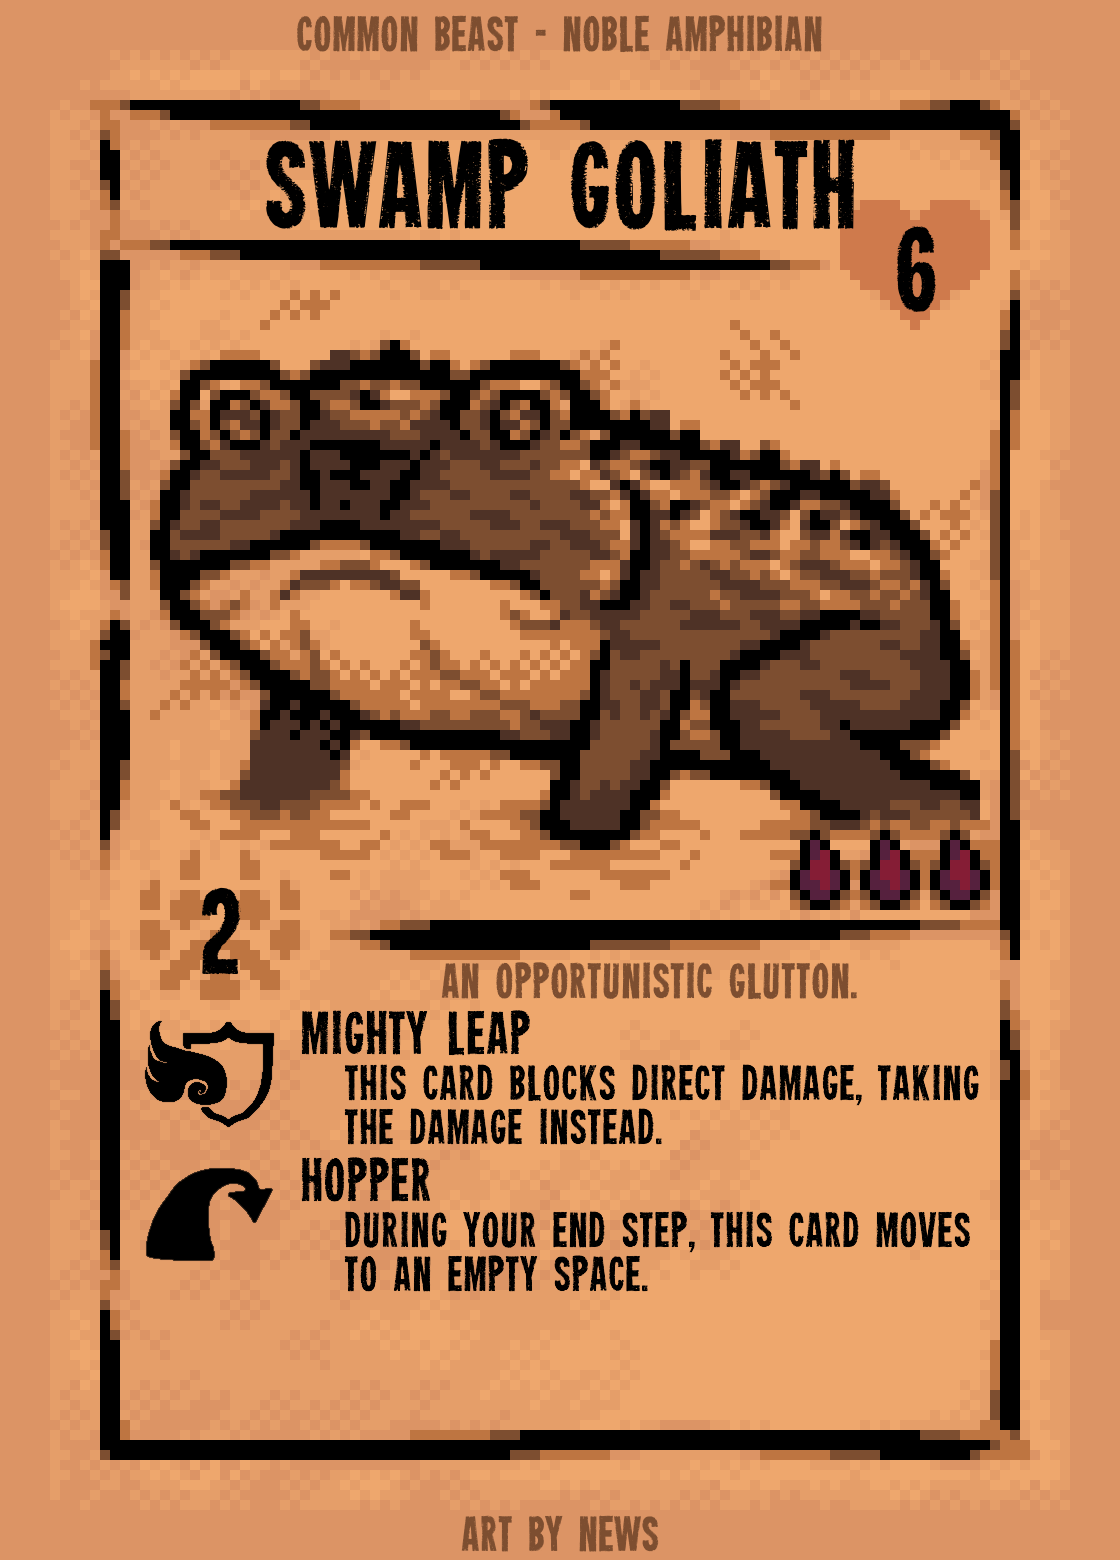 COMMON BEAST - NOBLE AMPHIBIAN
SWAMP GOLIATH
6
2
AN OPPORTUNISTIC GLUTTON.
MIGHTY LEAP
THIS CARD BLOCKS DIRECT DAMAGE, TAKING
THE DAMAGE INSTEAD.
HOPPER
DURING YOUR END STEP, THIS CARD MOVES
TO AN EMPTY SPACE.
ART BY NEWS